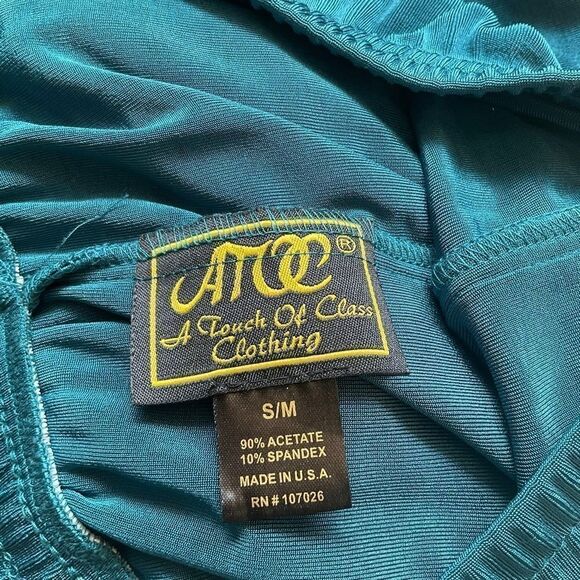 ATOC®
A Touch Of Class
Clothing
S/M
90% ACETATE
10% SPANDEX
MADE IN U.S.A.
RN # 107026